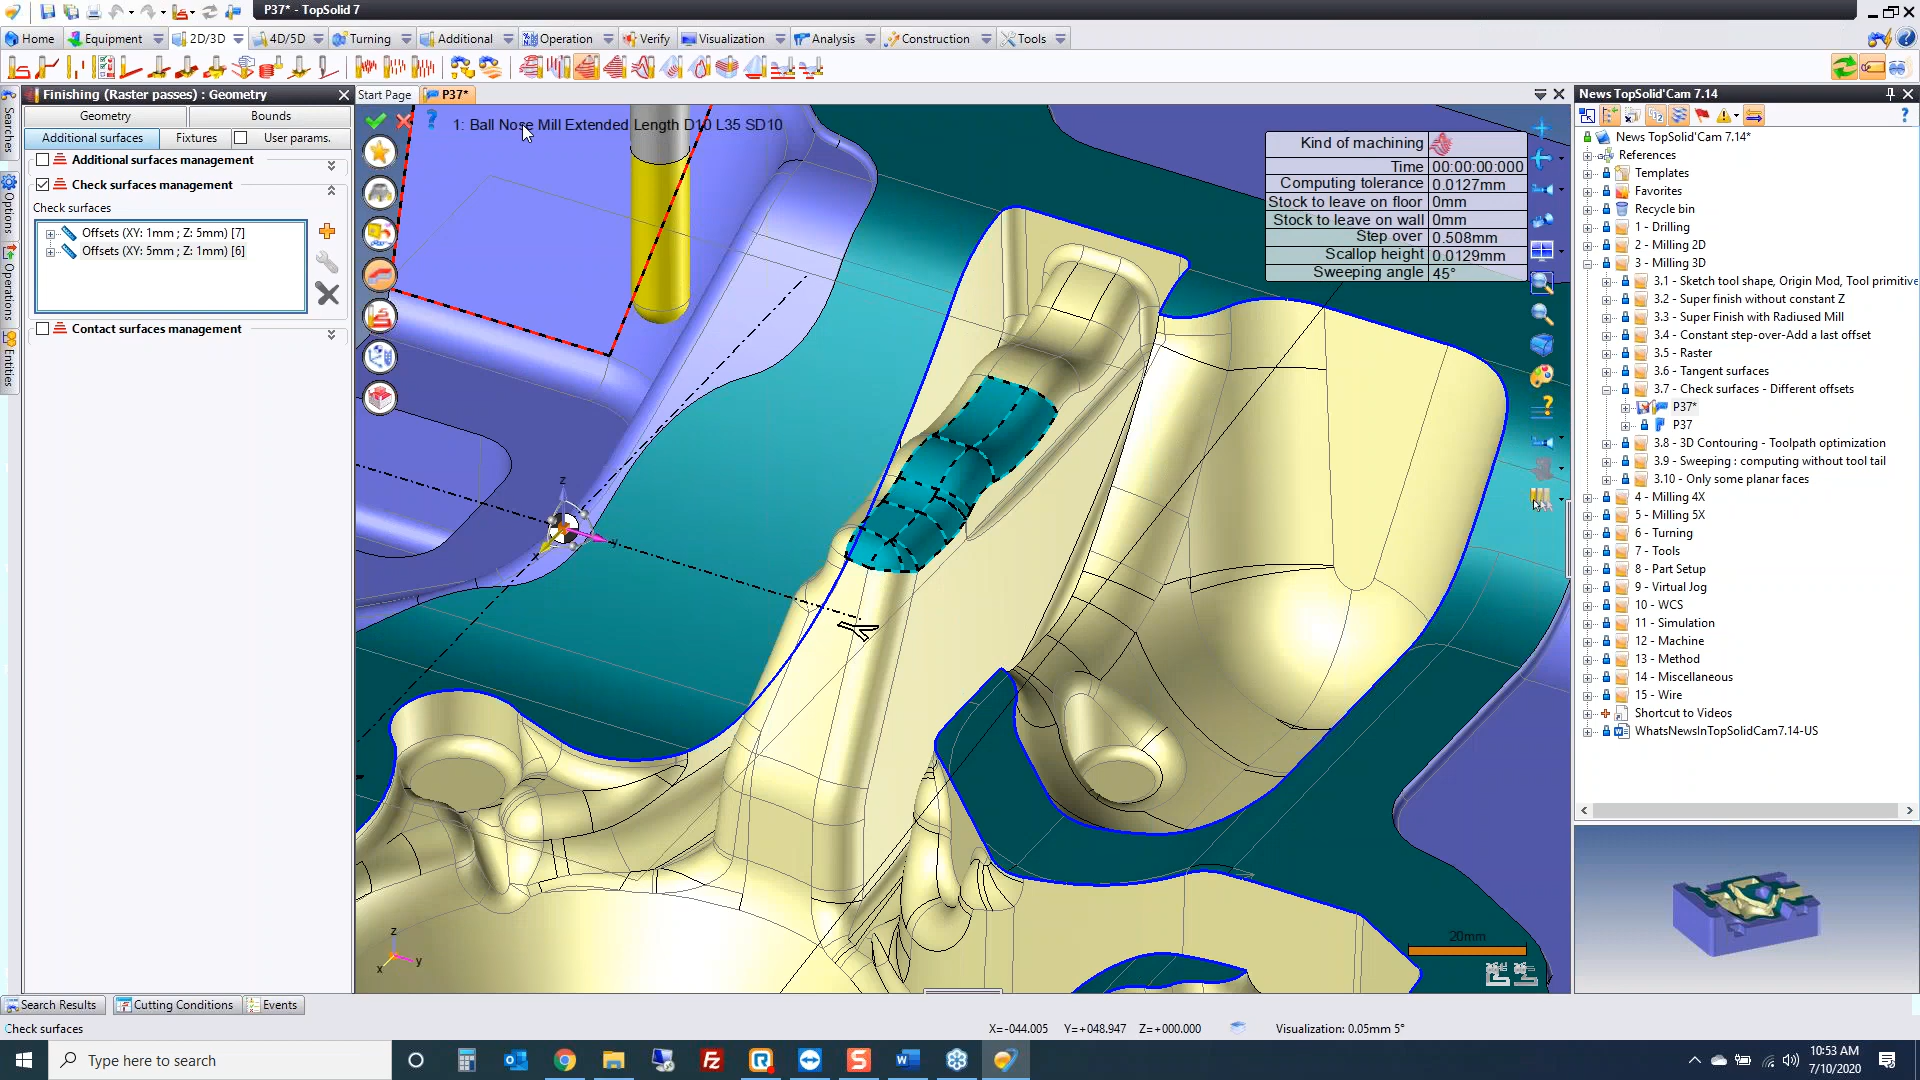 P37* - TopSolid 7
Home
Equipment
2D/3D
4D/5D
Turning
Additional
Operation
Verify
Visualization
Analysis
Construction
Tools
Finishing (Raster passes) : Geometry
Geometry
Bounds
Additional surfaces
Fixtures
User params.
Additional surfaces management
Check surfaces management
Check surfaces
Offsets (XY: 1mm ; Z: 5mm) [7]
Offsets (XY: 5mm ; Z: 1mm) [6]
Contact surfaces management
Searches
Options
Operations
Entities
Start Page
P37*
1: Ball Nose Mill Extended Length D10 L35 SD10
Kind of machining
Time 00:00:00:000
Computing tolerance 0.0127mm
Stock to leave on floor 0mm
Stock to leave on wall 0mm
Step over 0.508mm
Scallop height 0.0129mm
Sweeping angle 45°
z
x
Y
z
x
y
20mm
News TopSolid'Cam 7.14
News TopSolid'Cam 7.14*
References
Templates
Favorites
Recycle bin
1 - Drilling
2 - Milling 2D
3 - Milling 3D
3.1 - Sketch tool shape, Origin Mod, Tool primitive
3.2 - Super finish without constant Z
3.3 - Super Finish with Radiused Mill
3.4 - Constant step-over-Add a last offset
3.5 - Raster
3.6 - Tangent surfaces
3.7 - Check surfaces - Different offsets
P37*
P37
3.8 - 3D Contouring - Toolpath optimization
3.9 - Sweeping : computing without tool tail
3.10 - Only some planar faces
4 - Milling 4X
5 - Milling 5X
6 - Turning
7 - Tools
8 - Part Setup
9 - Virtual Jog
10 - WCS
11 - Simulation
12 - Machine
13 - Method
14 - Miscellaneous
15 - Wire
Shortcut to Videos
WhatsNewsInTopSolidCam7.14-US
Search Results
Cutting Conditions
Events
Check surfaces
X=-044.005 Y=+048.947 Z=+000.000
Visualization: 0.05mm 5°
Type here to search
10:53 AM
7/10/2020